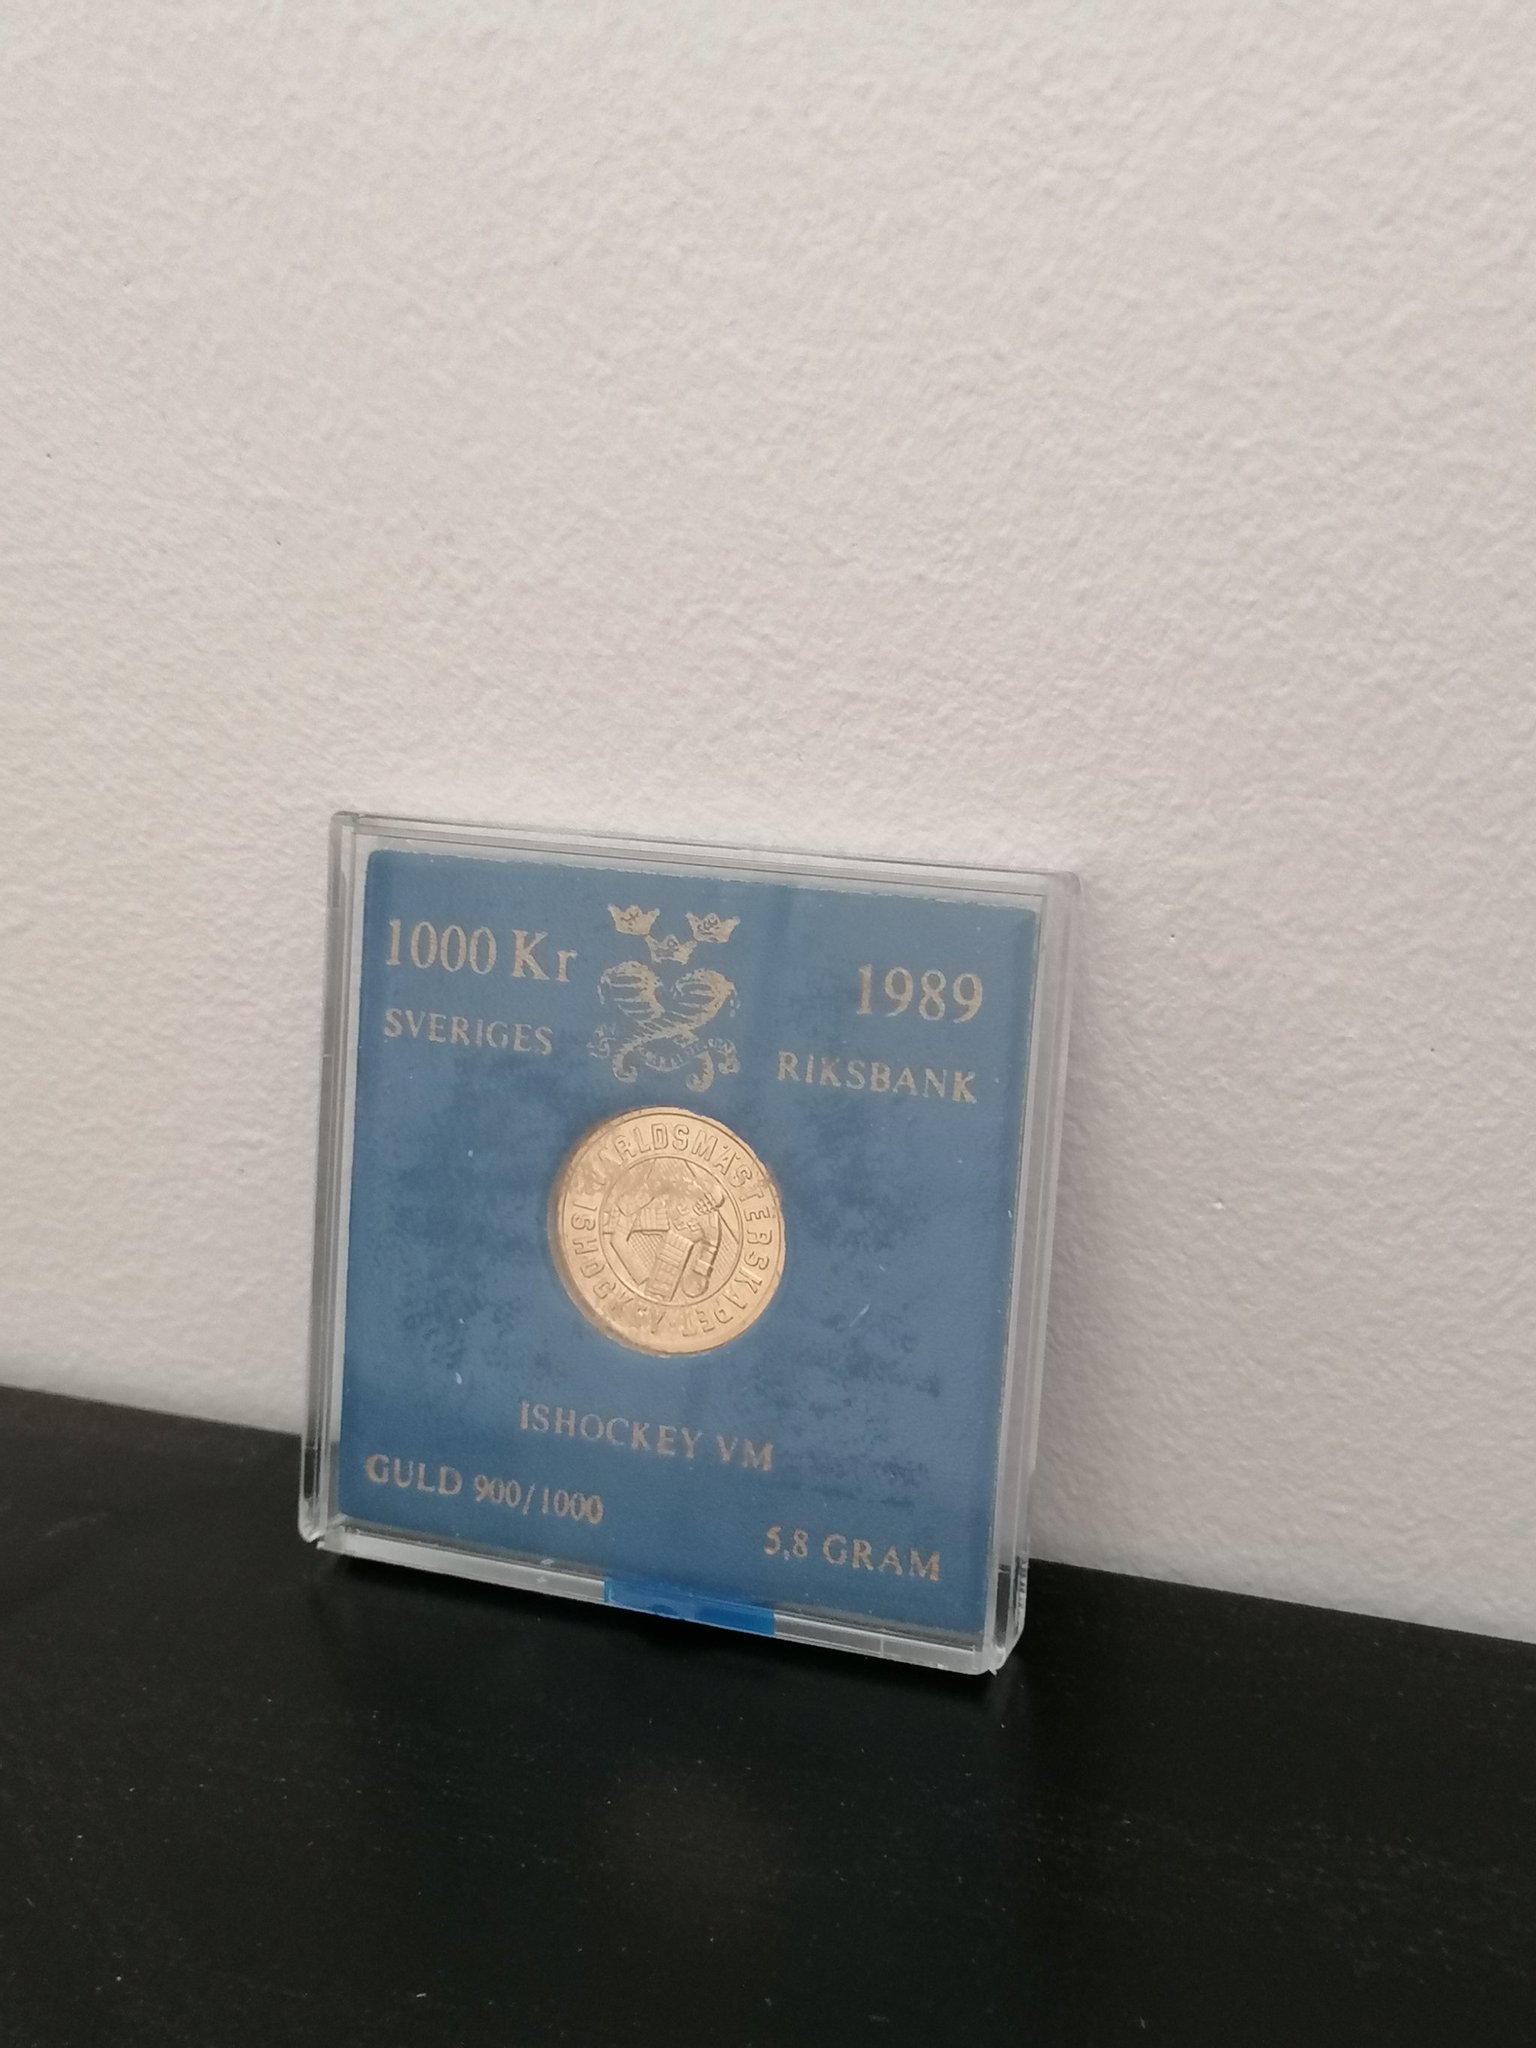 1000 Kr
1989
SVERIGES
RIKSBANK
VÄRLDSMÄSTERSKAPET
ISHOCKEY
ISHOCKEY VM
GULD 900/1000
5,8 GRAM